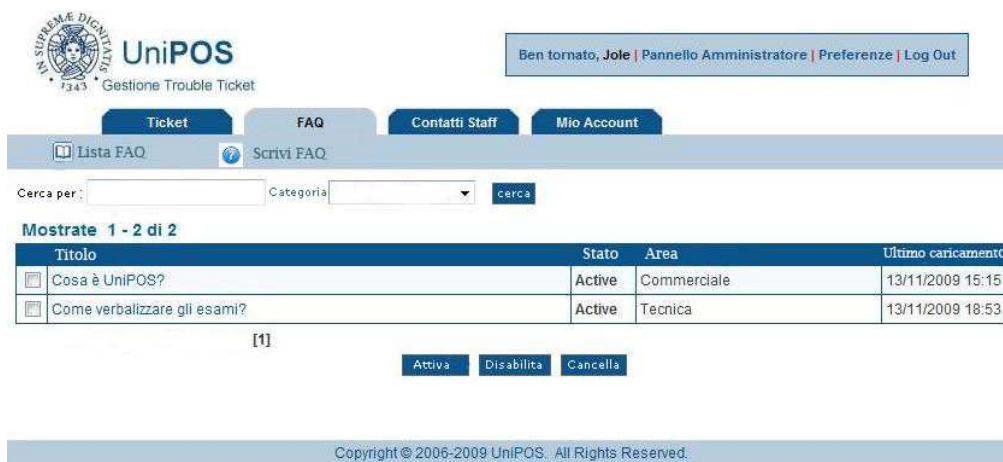 IN SUPREMÆ DIGNITATIS
1343
UniPOS
Gestione Trouble Ticket
Ben tornato, Jole | Pannello Amministratore | Preferenze | Log Out
Ticket FAQ Contatti Staff Mio Account
Lista FAQ Scrivi FAQ
Cerca per : Categoria cerca
Mostrate 1 - 2 di 2
Titolo Stato Area Ultimo caricamento
Cosa è UniPOS? Active Commerciale 13/11/2009 15:15
Come verbalizzare gli esami? Active Tecnica 13/11/2009 18:53
[1]
Attiva Disabilita Cancella
Copyright © 2006-2009 UniPOS. All Rights Reserved.